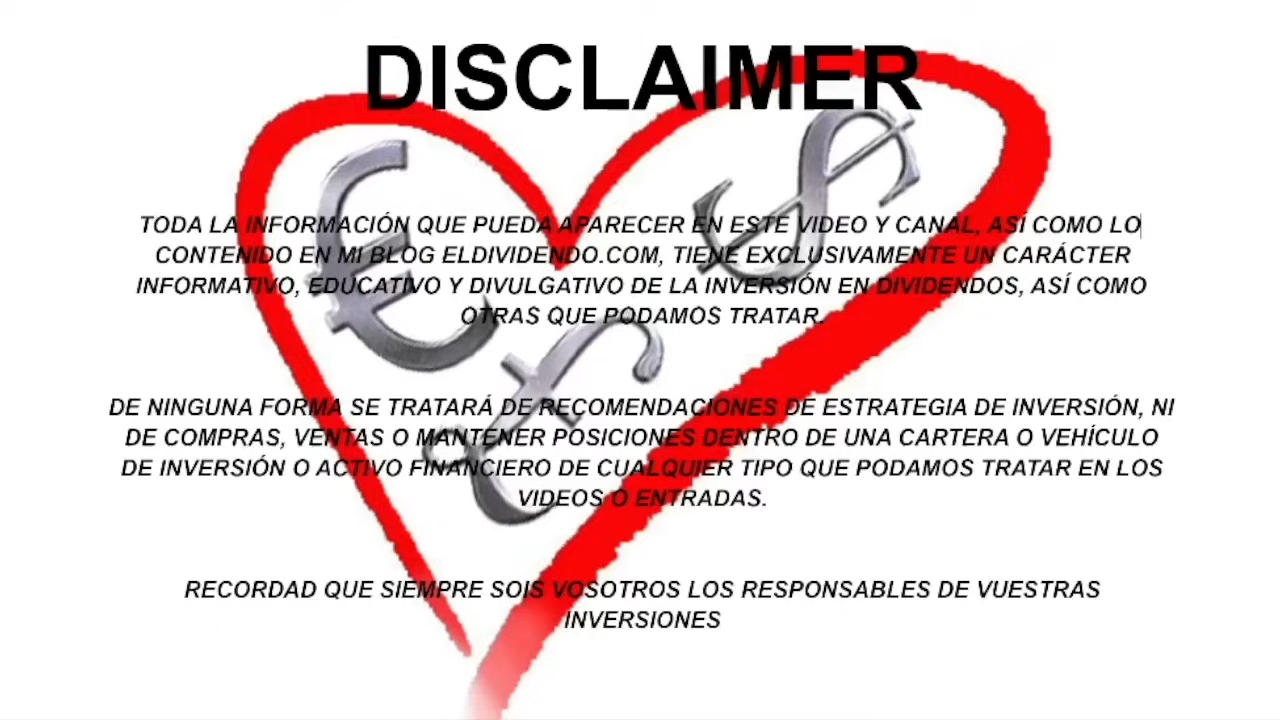 DISCLAIMER
TODA LA INFORMACIÓN QUE PUEDA APARECER EN ESTE VIDEO Y CANAL, ASÍ COMO LO
CONTENIDO EN MI BLOG ELDIVIDENDO.COM, TIENE EXCLUSIVAMENTE UN CARÁCTER
INFORMATIVO, EDUCATIVO Y DIVULGATIVO DE LA INVERSIÓN EN DIVIDENDOS, ASÍ COMO
OTRAS QUE PODAMOS TRATAR.
DE NINGUNA FORMA SE TRATARÁ DE RECOMENDACIONES DE ESTRATEGIA DE INVERSIÓN, NI
DE COMPRAS, VENTAS O MANTENER POSICIONES DENTRO DE UNA CARTERA O VEHÍCULO
DE INVERSIÓN O ACTIVO FINANCIERO DE CUALQUIER TIPO QUE PODAMOS TRATAR EN LOS
VIDEOS O ENTRADAS.
RECORDAD QUE SIEMPRE SOIS VOSOTROS LOS RESPONSABLES DE VUESTRAS
INVERSIONES